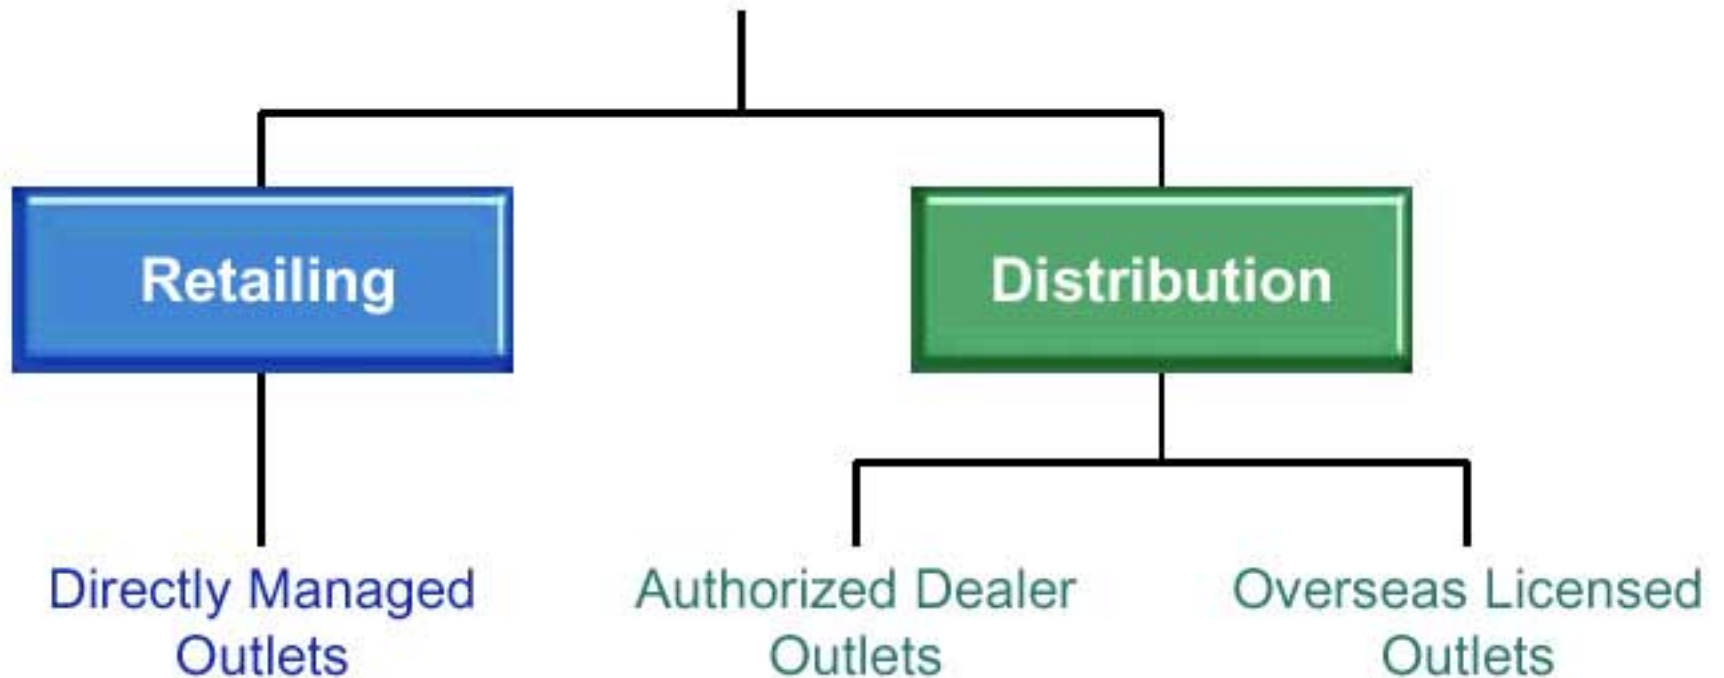 Retailing
Distribution
Directly Managed
Outlets
Authorized Dealer
Outlets
Overseas Licensed
Outlets